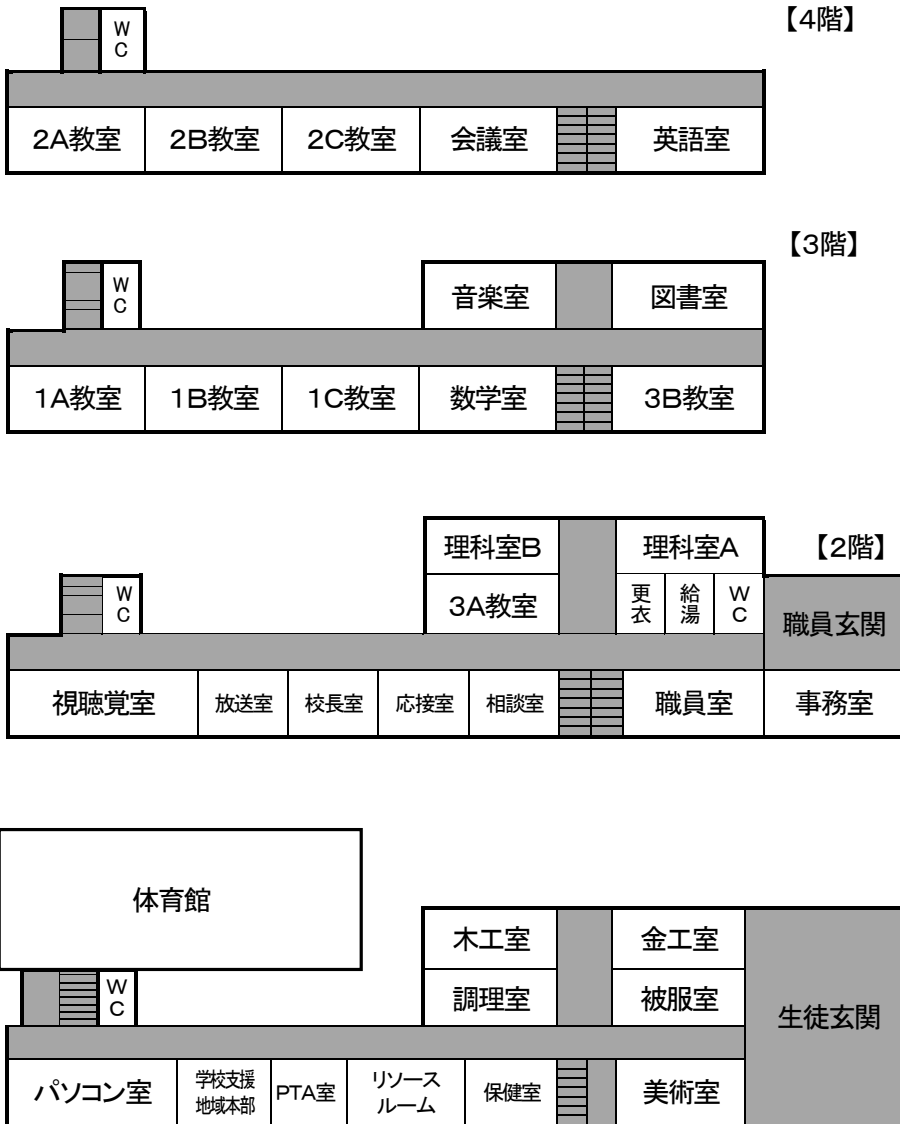 【4階】
WC
2A教室
2B教室
2C教室
会議室
英語室
【3階】
WC
音楽室
図書室
1A教室
1B教室
1C教室
数学室
3B教室
理科室B
理科室A
【2階】
WC
3A教室
更衣
給湯
WC
職員玄関
視聴覚室
放送室
校長室
応接室
相談室
職員室
事務室
体育館
木工室
金工室
WC
調理室
被服室
生徒玄関
パソコン室
学校支援
地域本部
PTA室
リソース
ルーム
保健室
美術室